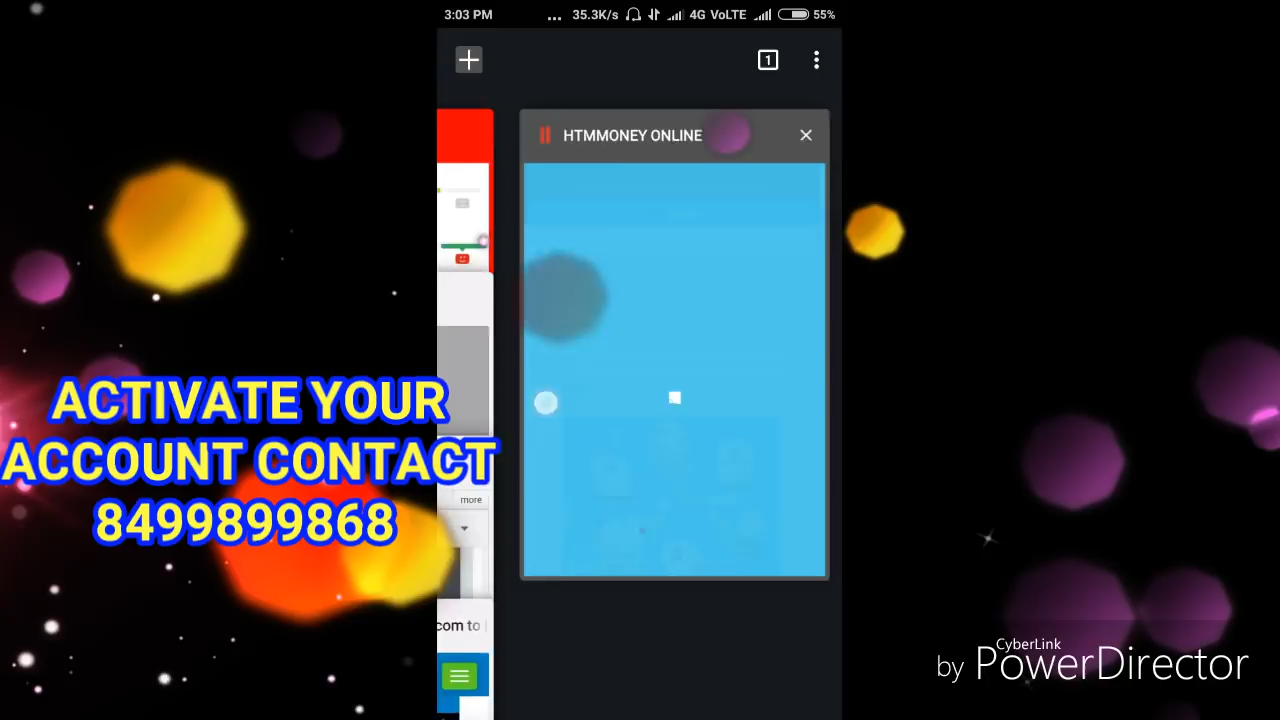 3:03 PM
... 35.3K/s 4G VoLTE 55%
1
HTMMONEY ONLINE
ACTIVATE YOUR
ACCOUNT CONTACT
8499899868
more
com to
CyberLink
by PowerDirector